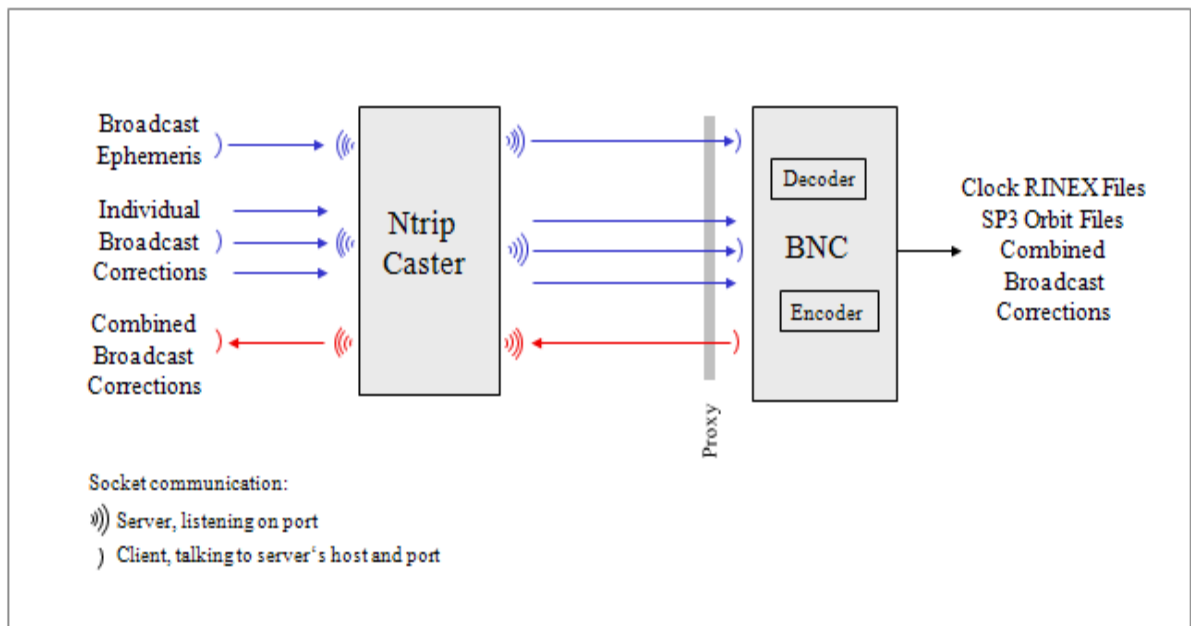 Broadcast
Ephemeris
Individual
Broadcast
Corrections
Combined
Broadcast
Corrections
Ntrip
Caster
Proxy
Decoder
BNC
Encoder
Clock RINEX Files
SP3 Orbit Files
Combined
Broadcast
Corrections
Socket communication:
Server, listening on port
Client, talking to server‘s host and port